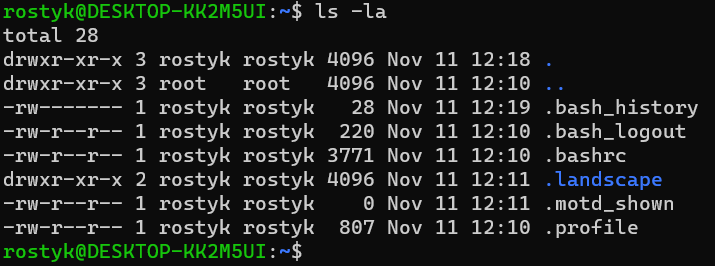 rostyk@DESKTOP-KK2M5UI:~$ ls -la
total 28
drwxr-xr-x 3 rostyk rostyk 4096 Nov 11 12:18 .
drwxr-xr-x 3 root   root   4096 Nov 11 12:10 ..
-rw------- 1 rostyk rostyk   28 Nov 11 12:19 .bash_history
-rw-r--r-- 1 rostyk rostyk  220 Nov 11 12:10 .bash_logout
-rw-r--r-- 1 rostyk rostyk 3771 Nov 11 12:10 .bashrc
drwxr-xr-x 2 rostyk rostyk 4096 Nov 11 12:11 .landscape
-rw-r--r-- 1 rostyk rostyk    0 Nov 11 12:11 .motd_shown
-rw-r--r-- 1 rostyk rostyk  807 Nov 11 12:10 .profile
rostyk@DESKTOP-KK2M5UI:~$